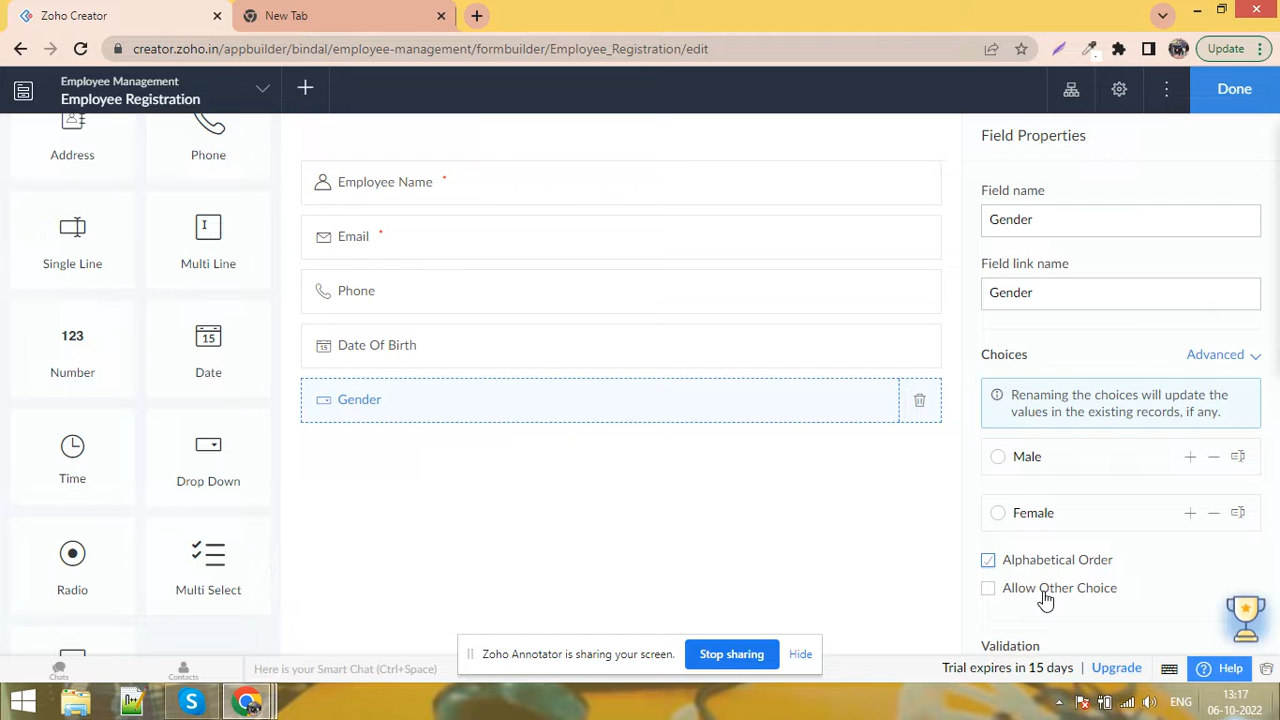 Zoho Creator
New Tab
creator.zoho.in/appbuilder/bindal/employee-management/formbuilder/Employee_Registration/edit
Update
Employee Management
Employee Registration
Done
Address
Phone
Single Line
Multi Line
123
Number
15
Date
Time
Drop Down
Radio
Multi Select
Employee Name *
Email *
Phone
15 Date Of Birth
Gender
Field Properties
Field name
Gender
Field link name
Gender
Choices
Advanced
Renaming the choices will update the
values in the existing records, if any.
Male
Female
Alphabetical Order
Allow Other Choice
Validation
Zoho Annotator is sharing your screen.
Stop sharing
Hide
Chats
Contacts
Here is your Smart Chat (Ctrl+Space)
Trial expires in 15 days
Upgrade
Help
ENG
13:17
06-10-2022